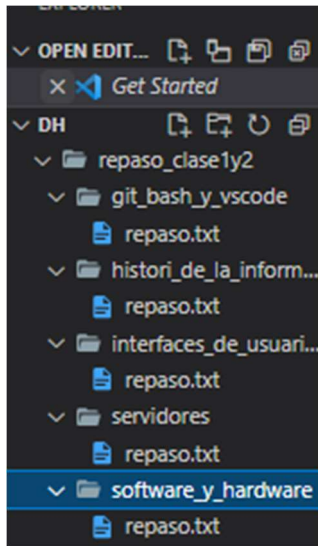 OPEN EDIT...
Get Started
DH
repaso_clase1y2
git_bash_y_vscode
repaso.txt
histori_de_la_inform...
repaso.txt
interfaces_de_usuari...
repaso.txt
servidores
repaso.txt
software_y_hardware
repaso.txt